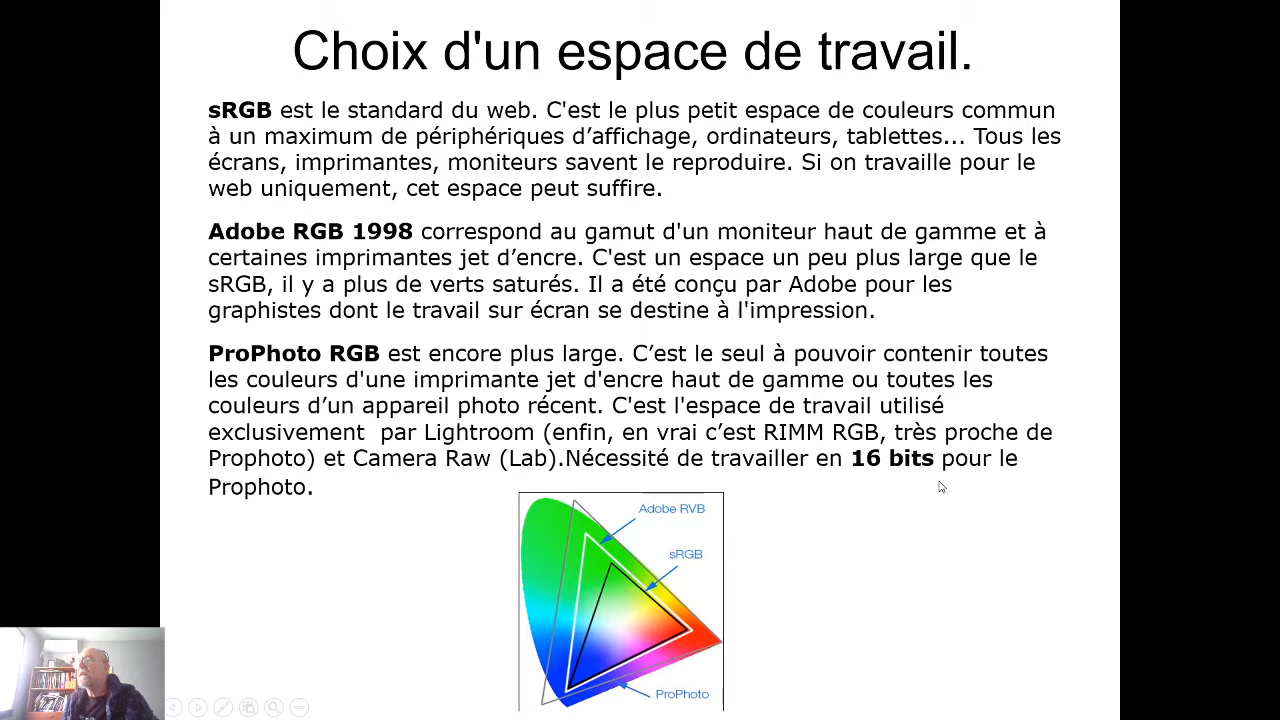 Choix d'un espace de travail.
sRGB est le standard du web. C'est le plus petit espace de couleurs commun
à un maximum de périphériques d’affichage, ordinateurs, tablettes... Tous les
écrans, imprimantes, moniteurs savent le reproduire. Si on travaille pour le
web uniquement, cet espace peut suffire.
Adobe RGB 1998 correspond au gamut d'un moniteur haut de gamme et à
certaines imprimantes jet d’encre. C'est un espace un peu plus large que le
sRGB, il y a plus de verts saturés. Il a été conçu par Adobe pour les
graphistes dont le travail sur écran se destine à l'impression.
ProPhoto RGB est encore plus large. C’est le seul à pouvoir contenir toutes
les couleurs d'une imprimante jet d'encre haut de gamme ou toutes les
couleurs d’un appareil photo récent. C'est l'espace de travail utilisé
exclusivement  par Lightroom (enfin, en vrai c’est RIMM RGB, très proche de
Prophoto) et Camera Raw (Lab).Nécessité de travailler en 16 bits pour le
Prophoto.
Adobe RVB
sRGB
ProPhoto